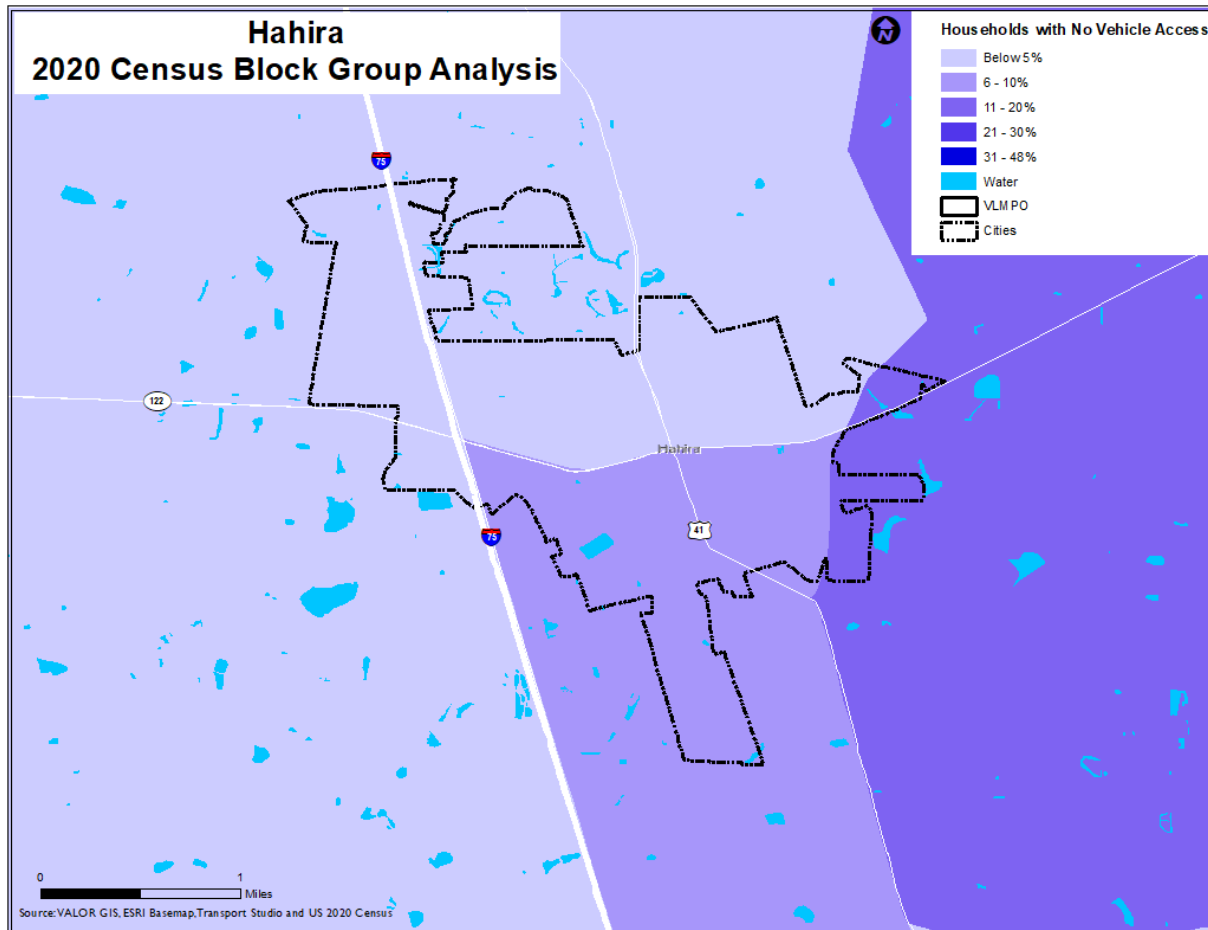 Hahira
2020 Census Block Group Analysis
N
Households with No Vehicle Access
Below 5%
6 - 10%
11 - 20%
21 - 30%
31 - 48%
Water
VLMPO
Cities
75
122
Hahira
41
75
0 1
Miles
Source: VALOR GIS, ESRI Basemap, Transport Studio and US 2020 Census